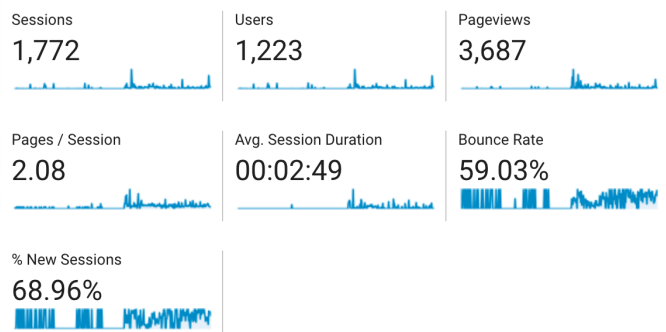 Sessions
1,772
Users
1,223
Pageviews
3,687
Pages / Session
2.08
Avg. Session Duration
00:02:49
Bounce Rate
59.03%
% New Sessions
68.96%